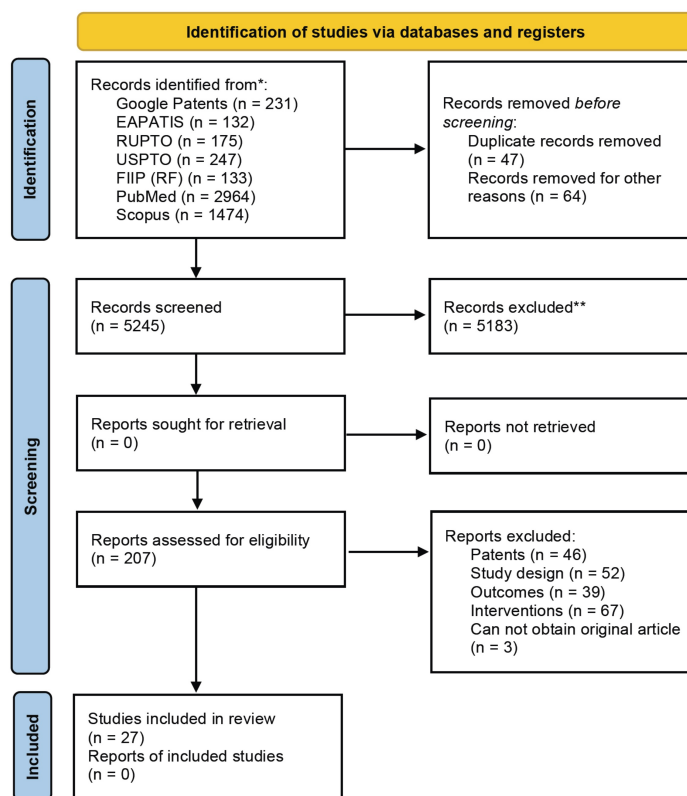 Identification of studies via databases and registers
Identification
Records identified from*:
Google Patents (n = 231)
EAPATIS (n = 132)
RUPTO (n = 175)
USPTO (n = 247)
FIIP (RF) (n = 133)
PubMed (n = 2964)
Scopus (n = 1474)
Records removed before
screening:
Duplicate records removed
(n = 47)
Records removed for other
reasons (n = 64)
Screening
Records screened
(n = 5245)
Records excluded**
(n = 5183)
Reports sought for retrieval
(n = 0)
Reports not retrieved
(n = 0)
Reports assessed for eligibility
(n = 207)
Reports excluded:
Patents (n = 46)
Study design (n = 52)
Outcomes (n = 39)
Interventions (n = 67)
Can not obtain original article
(n = 3)
Included
Studies included in review
(n = 27)
Reports of included studies
(n = 0)